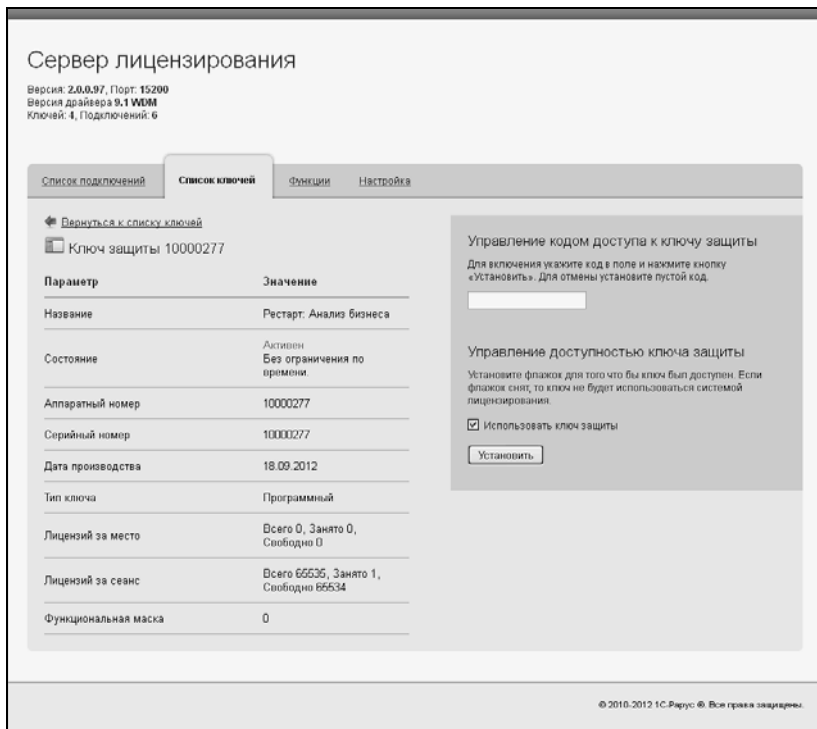 Сервер лицензирования
Версия: 2.0.0.97, Порт: 15200
Версия драйвера 9.1 WDM
Ключей: 4, Подключений: 6
Список подключений Список ключей Функции Настройка
Вернуться к списку ключей
Ключ защиты 10000277
Параметр Значение
Название Рестарт: Анализ бизнеса
Состояние Активен
Без ограничения по
времени.
Аппаратный номер 10000277
Серийный номер 10000277
Дата производства 18.09.2012
Тип ключа Программный
Лицензий за место Всего 0, Занято 0,
Свободно 0
Лицензий за сеанс Всего 65535, Занято 1,
Свободно 65534
Функциональная маска 0
Управление кодом доступа к ключу защиты
Для включения укажите код в поле и нажмите кнопку
«Установить». Для отмены установите пустой код.
Управление доступностью ключа защиты
Установите флажок для того что бы ключ был доступен. Если
флажок снят, то ключ не будет использоваться системой
лицензирования.
Использовать ключ защиты
Установить
© 2010-2012 1С-Рарус ®. Все права защищены.